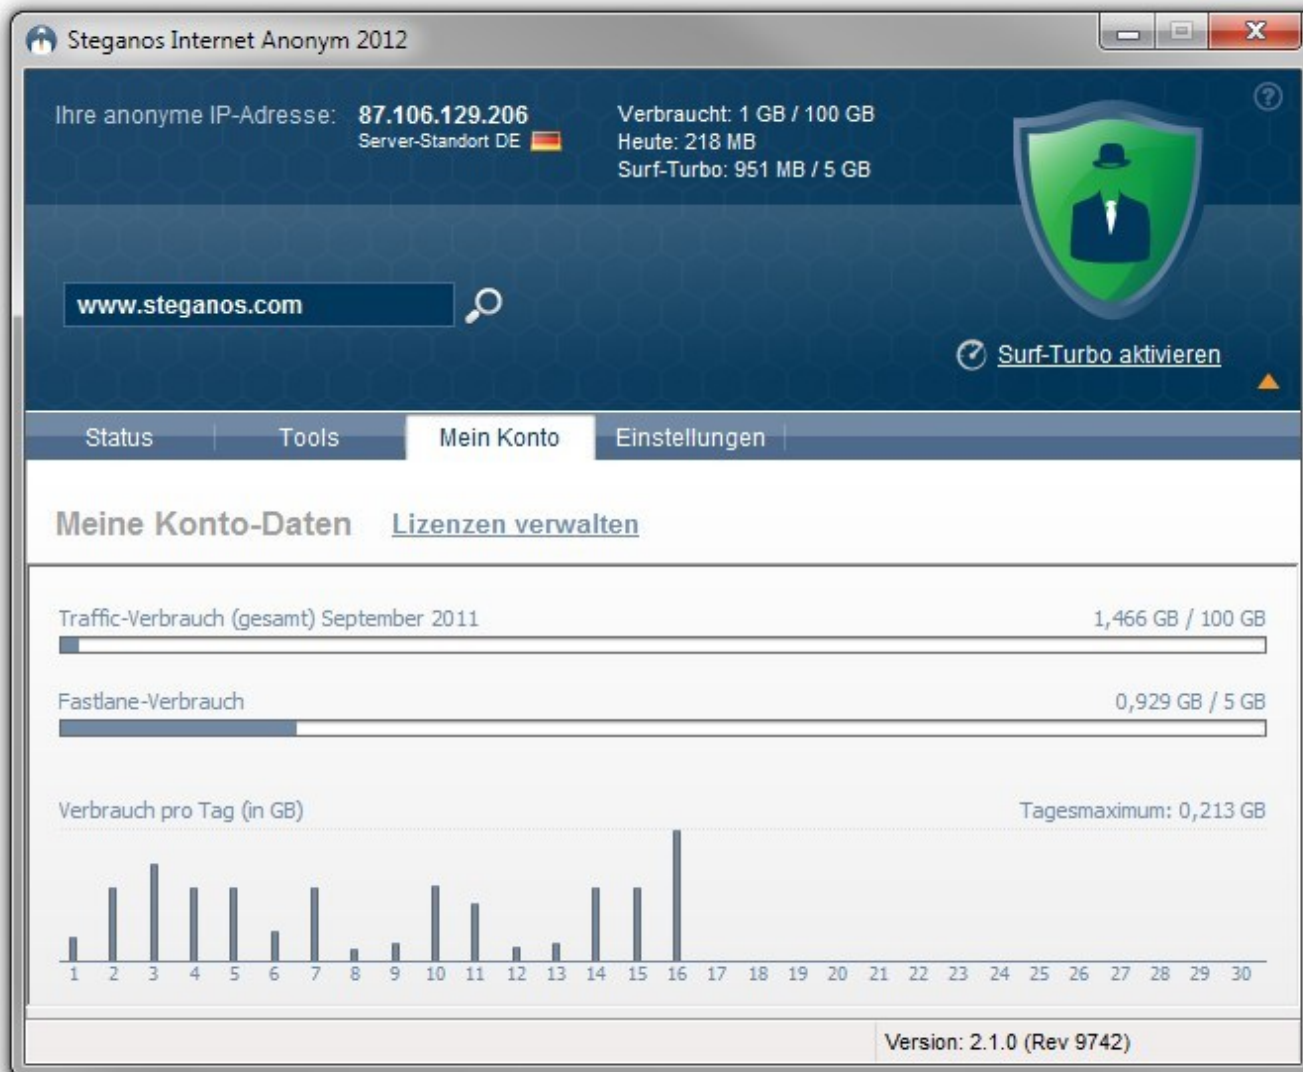 Steganos Internet Anonym 2012
Ihre anonyme IP-Adresse: 87.106.129.206
Server-Standort DE
Verbraucht: 1 GB / 100 GB
Heute: 218 MB
Surf-Turbo: 951 MB / 5 GB
?
www.steganos.com
Surf-Turbo aktivieren
Status Tools Mein Konto Einstellungen
Meine Konto-Daten Lizenzen verwalten
Traffic-Verbrauch (gesamt) September 2011 1,466 GB / 100 GB
Fastlane-Verbrauch 0,929 GB / 5 GB
Verbrauch pro Tag (in GB) Tagesmaximum: 0,213 GB
1 2 3 4 5 6 7 8 9 10 11 12 13 14 15 16 17 18 19 20 21 22 23 24 25 26 27 28 29 30
Version: 2.1.0 (Rev 9742)